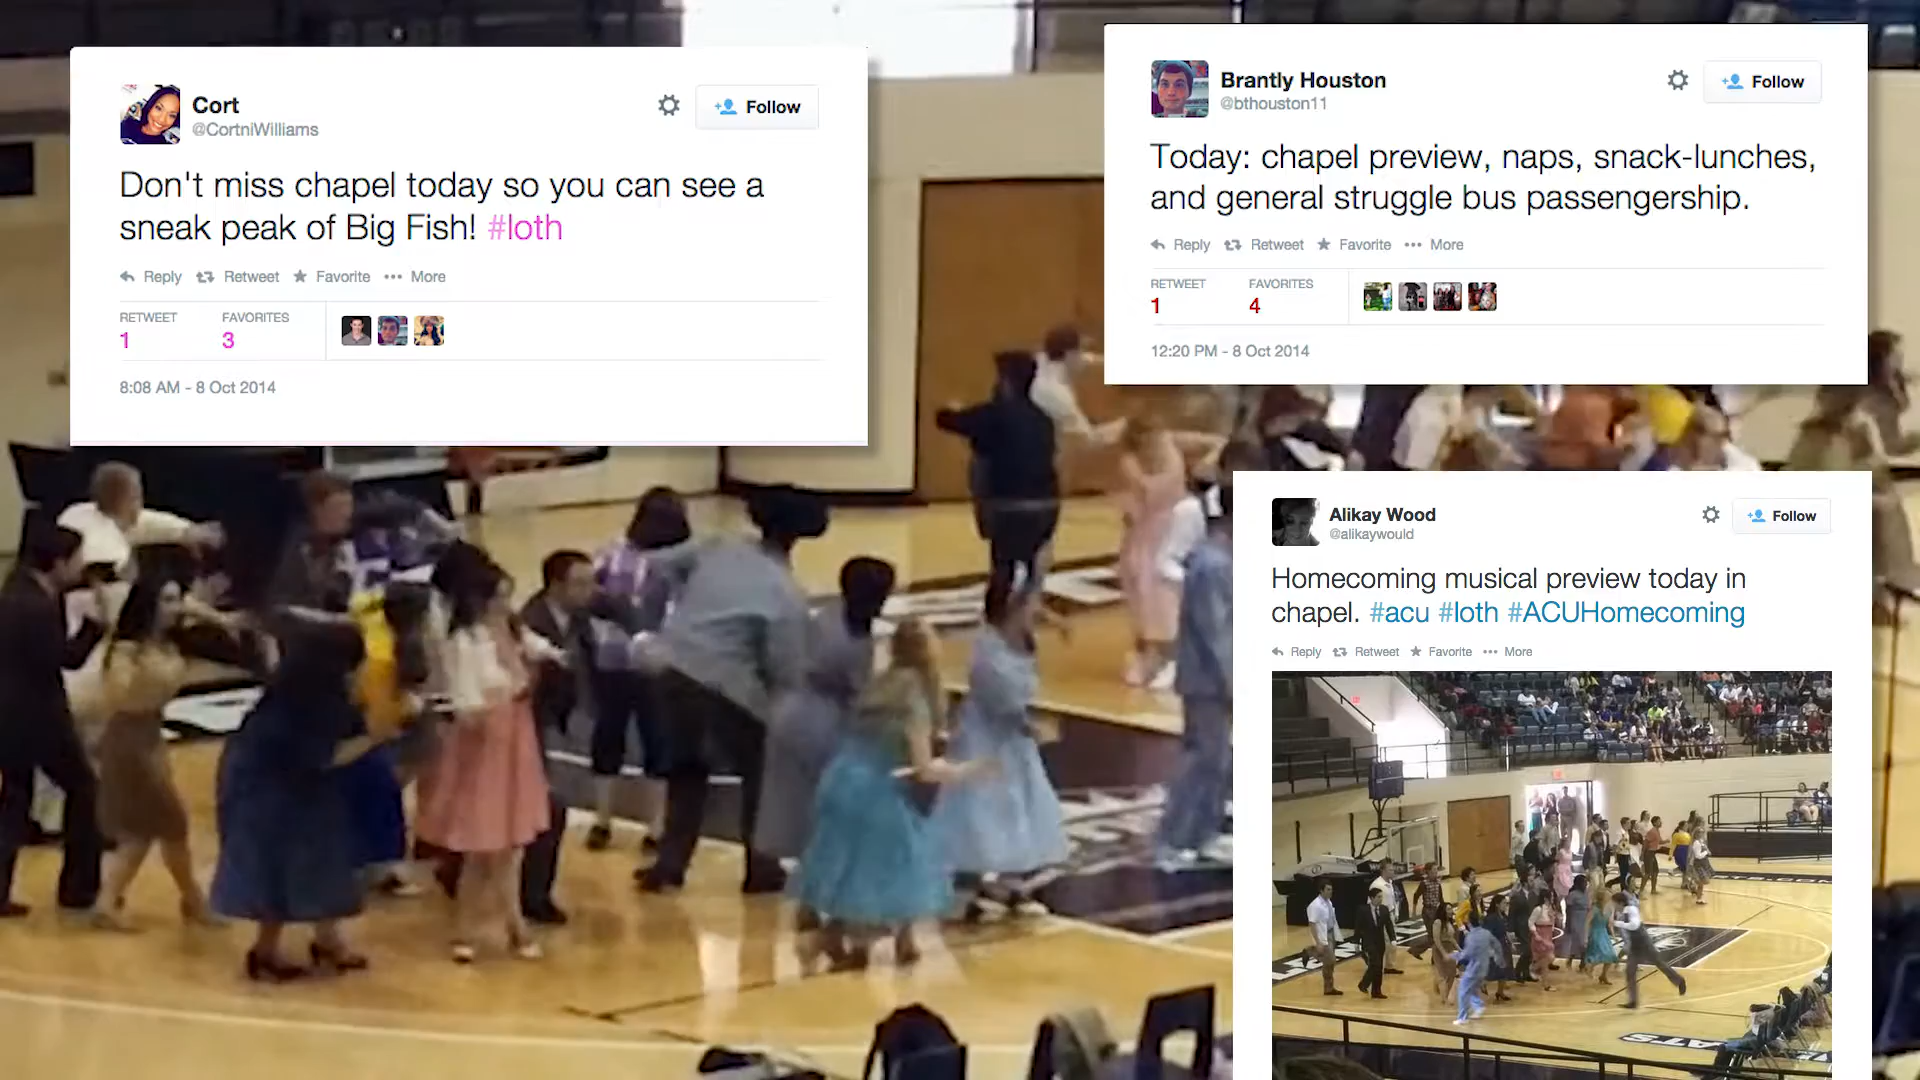 Cort
@CortniWilliams
Follow
Don't miss chapel today so you can see a
sneak peak of Big Fish! #loth
Reply Retweet Favorite More
RETWEET FAVORITES
1 3
8:08 AM - 8 Oct 2014
Brantly Houston
@bthouston11
Follow
Today: chapel preview, naps, snack-lunches,
and general struggle bus passengership.
Reply Retweet Favorite More
RETWEET FAVORITES
1 4
12:20 PM - 8 Oct 2014
Alikay Wood
@alikaywould
Follow
Homecoming musical preview today in
chapel. #acu #loth #ACUHomecoming
Reply Retweet Favorite More